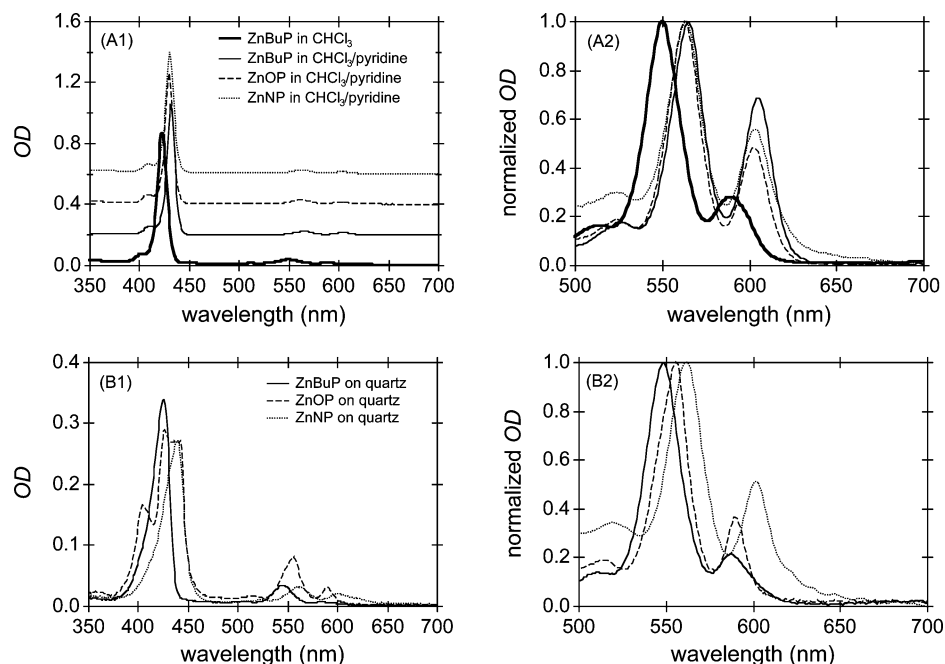 (A1)
1.6
1.2
0.8
0.4
0.0
OD
ZnBuP in CHCl₃
ZnBuP in CHCl₃/pyridine
ZnOP in CHCl₃/pyridine
ZnNP in CHCl₃/pyridine
350 400 450 500 550 600 650 700
wavelength (nm)
(A2)
1.0
0.8
0.6
0.4
0.2
0.0
normalized OD
500 550 600 650 700
wavelength (nm)
(B1)
0.4
0.3
0.2
0.1
0.0
OD
ZnBuP on quartz
ZnOP on quartz
ZnNP on quartz
350 400 450 500 550 600 650 700
wavelength (nm)
(B2)
1.0
0.8
0.6
0.4
0.2
0.0
normalized OD
500 550 600 650 700
wavelength (nm)